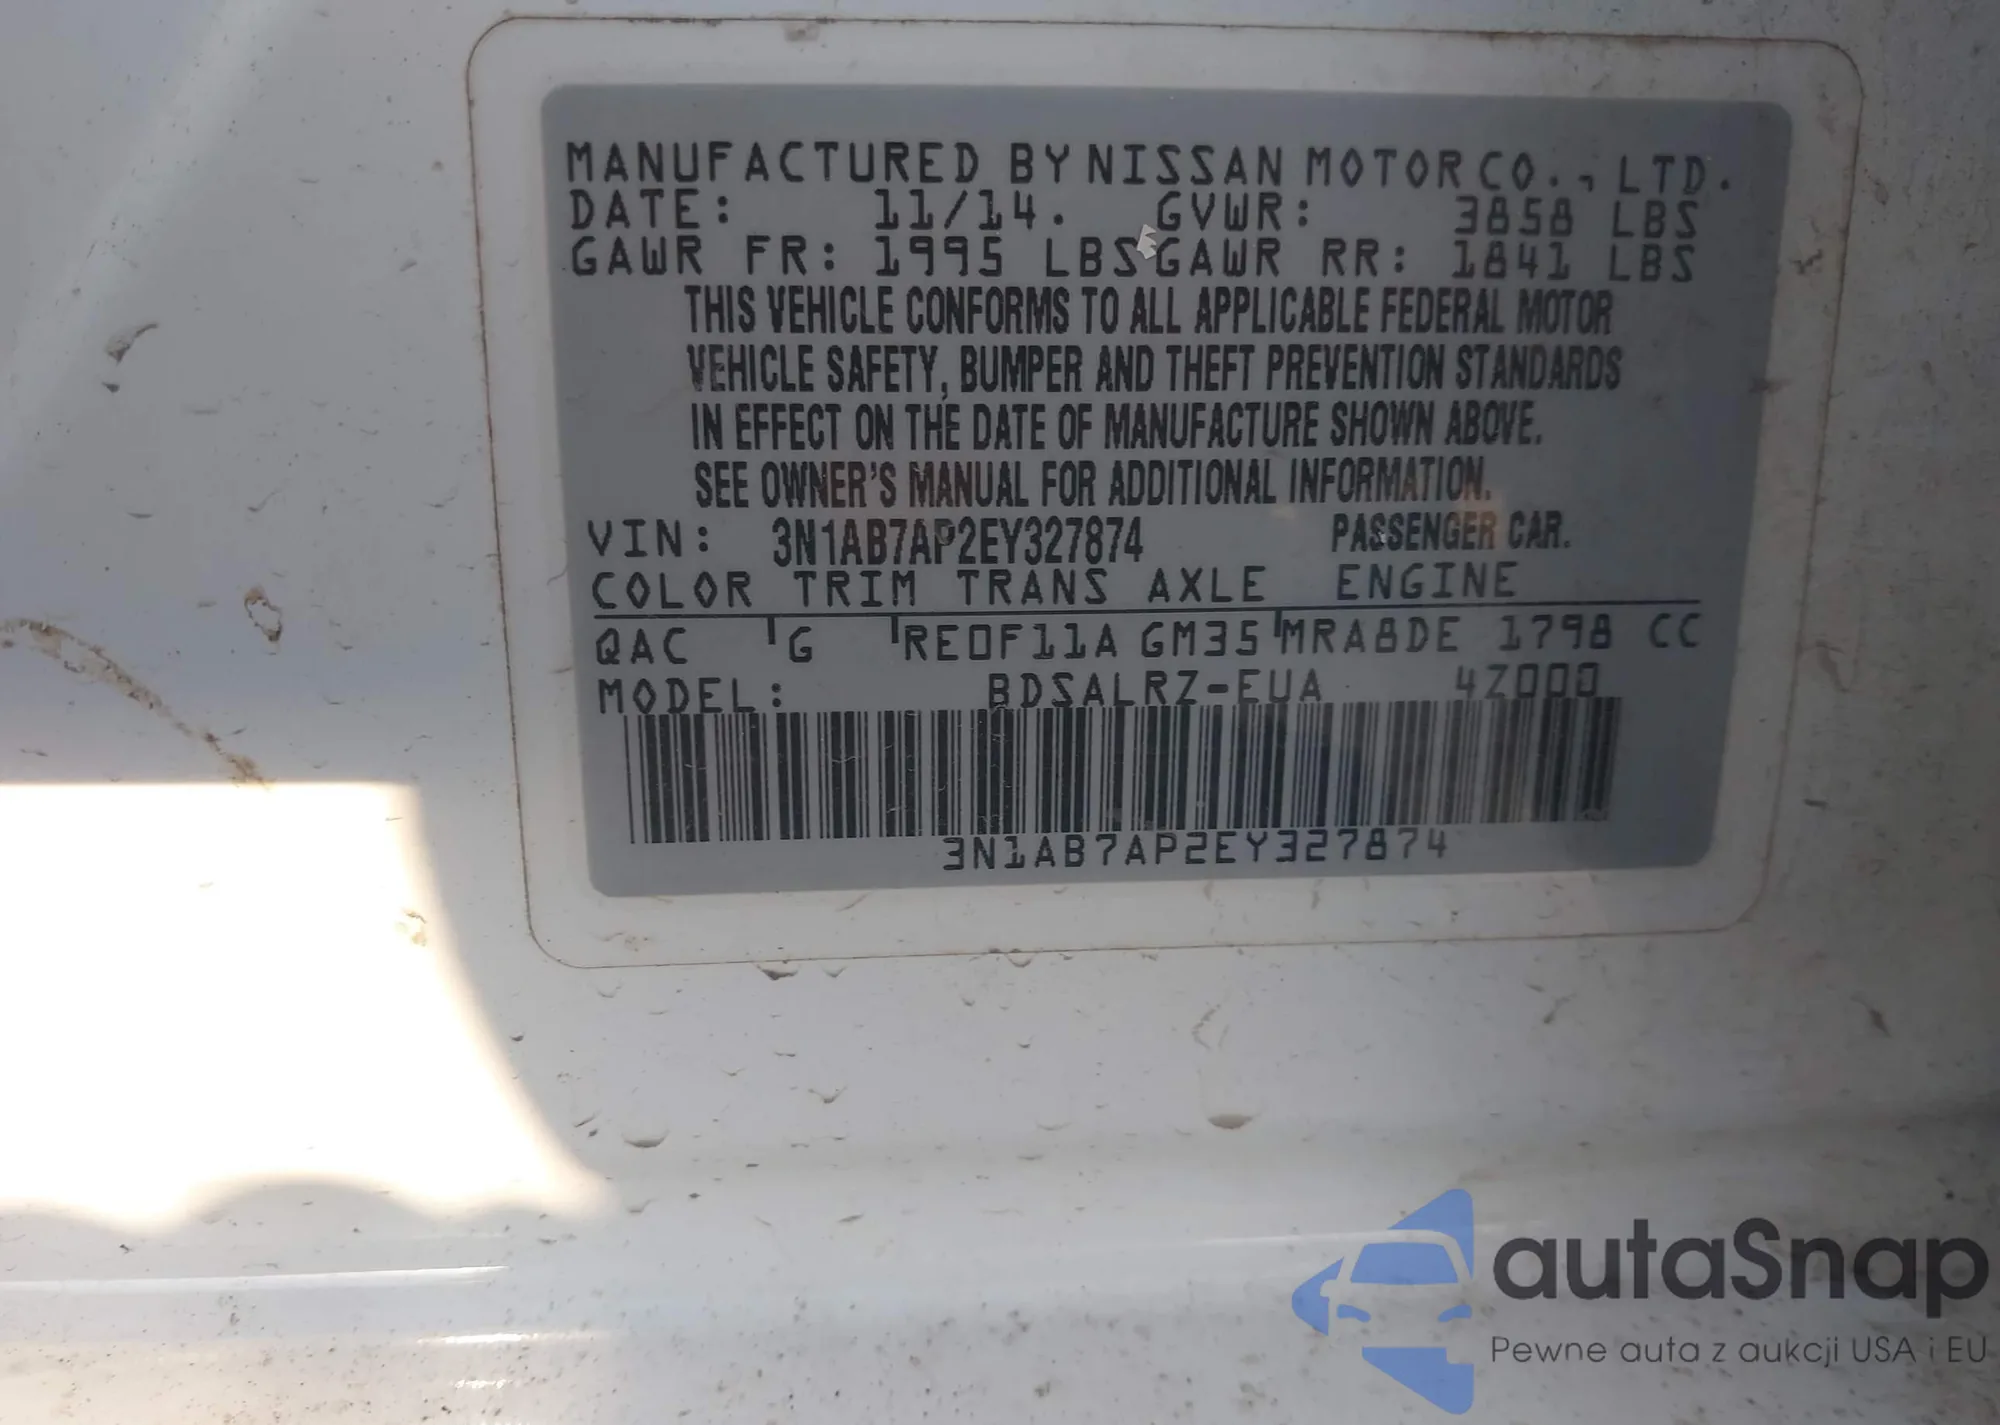 MANUFACTURED BY NISSAN MOTOR CO., LTD.
DATE: 11/14. GVWR: 3858 LBS
GAWR FR: 1995 LBS GAWR RR: 1841 LBS
THIS VEHICLE CONFORMS TO ALL APPLICABLE FEDERAL MOTOR
VEHICLE SAFETY, BUMPER AND THEFT PREVENTION STANDARDS
IN EFFECT ON THE DATE OF MANUFACTURE SHOWN ABOVE.
SEE OWNER'S MANUAL FOR ADDITIONAL INFORMATION.
VIN: 3N1AB7AP2EY327874 PASSENGER CAR.
COLOR TRIM TRANS AXLE ENGINE
QAC G RE0F11A GM35 MRA8DE 1798 CC
MODEL: BDSALRZ-EUA 4Z000
3N1AB7AP2EY327874
autaSnap
Pewne auta z aukcji USA i EU